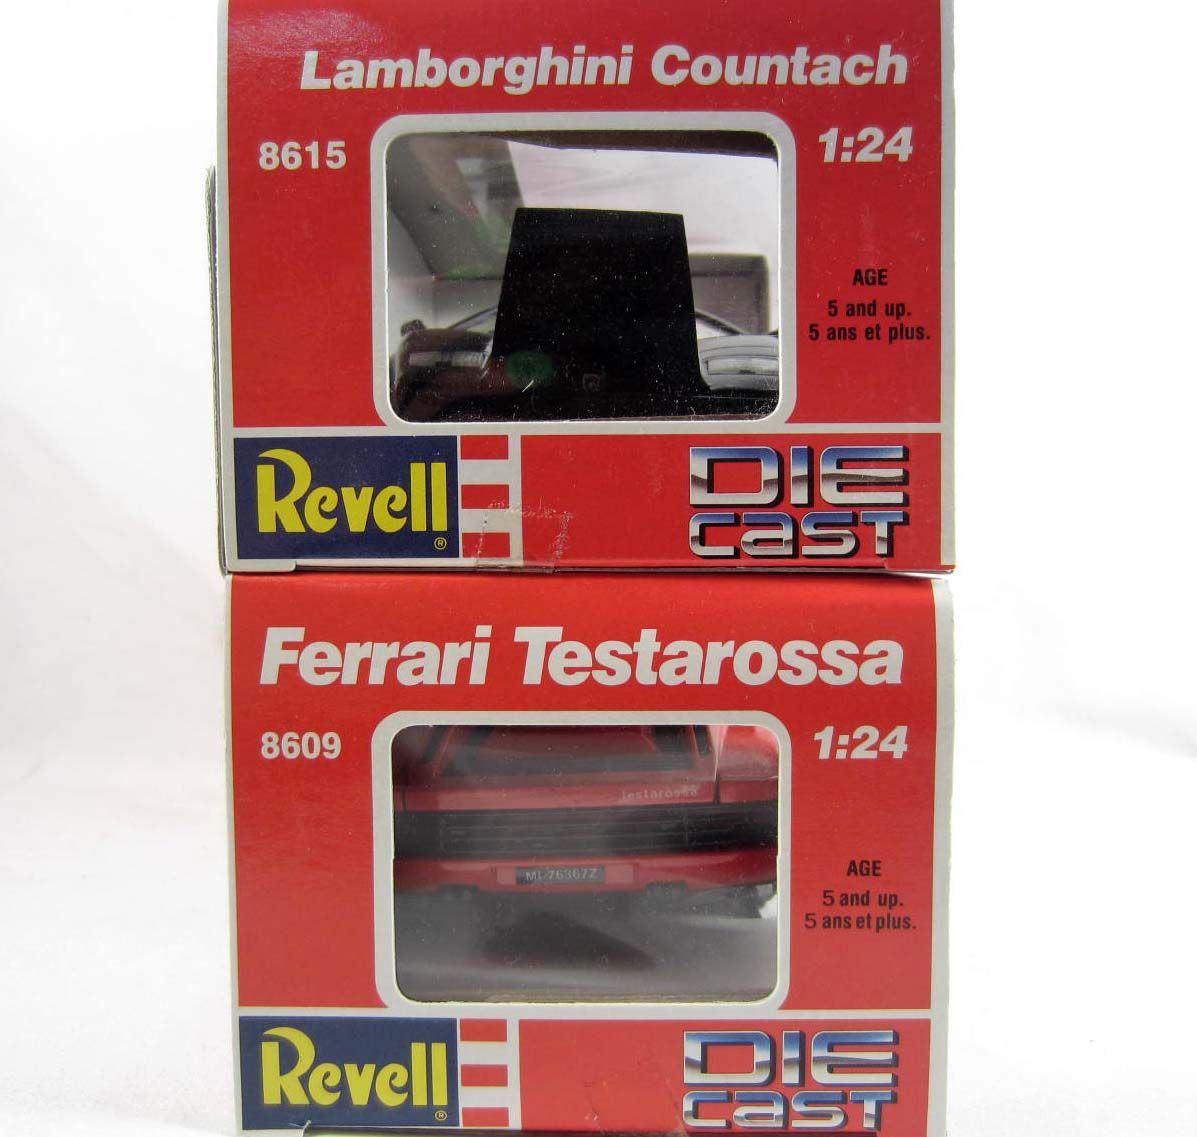 Lamborghini Countach
8615
1:24
AGE
5 and up.
5 ans et plus.
Revell®
DIE
CAST
Ferrari Testarossa
8609
1:24
testarossa
MI-76367Z
AGE
5 and up.
5 ans et plus.
Revell®
DIE
CAST